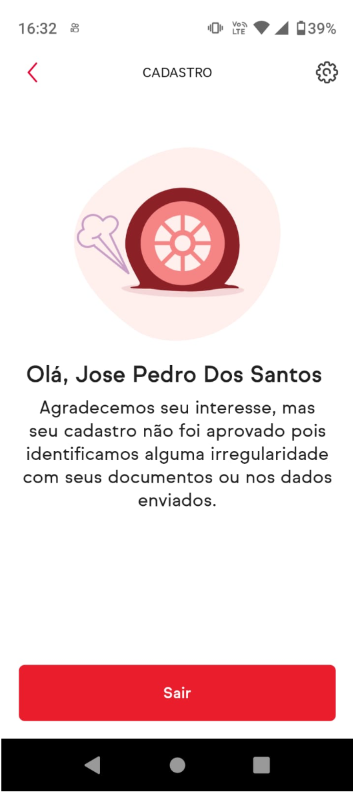 16:32
Vo LTE 39%
CADASTRO
Olá, Jose Pedro Dos Santos
Agradecemos seu interesse, mas
seu cadastro não foi aprovado pois
identificamos alguma irregularidade
com seus documentos ou nos dados
enviados.
Sair